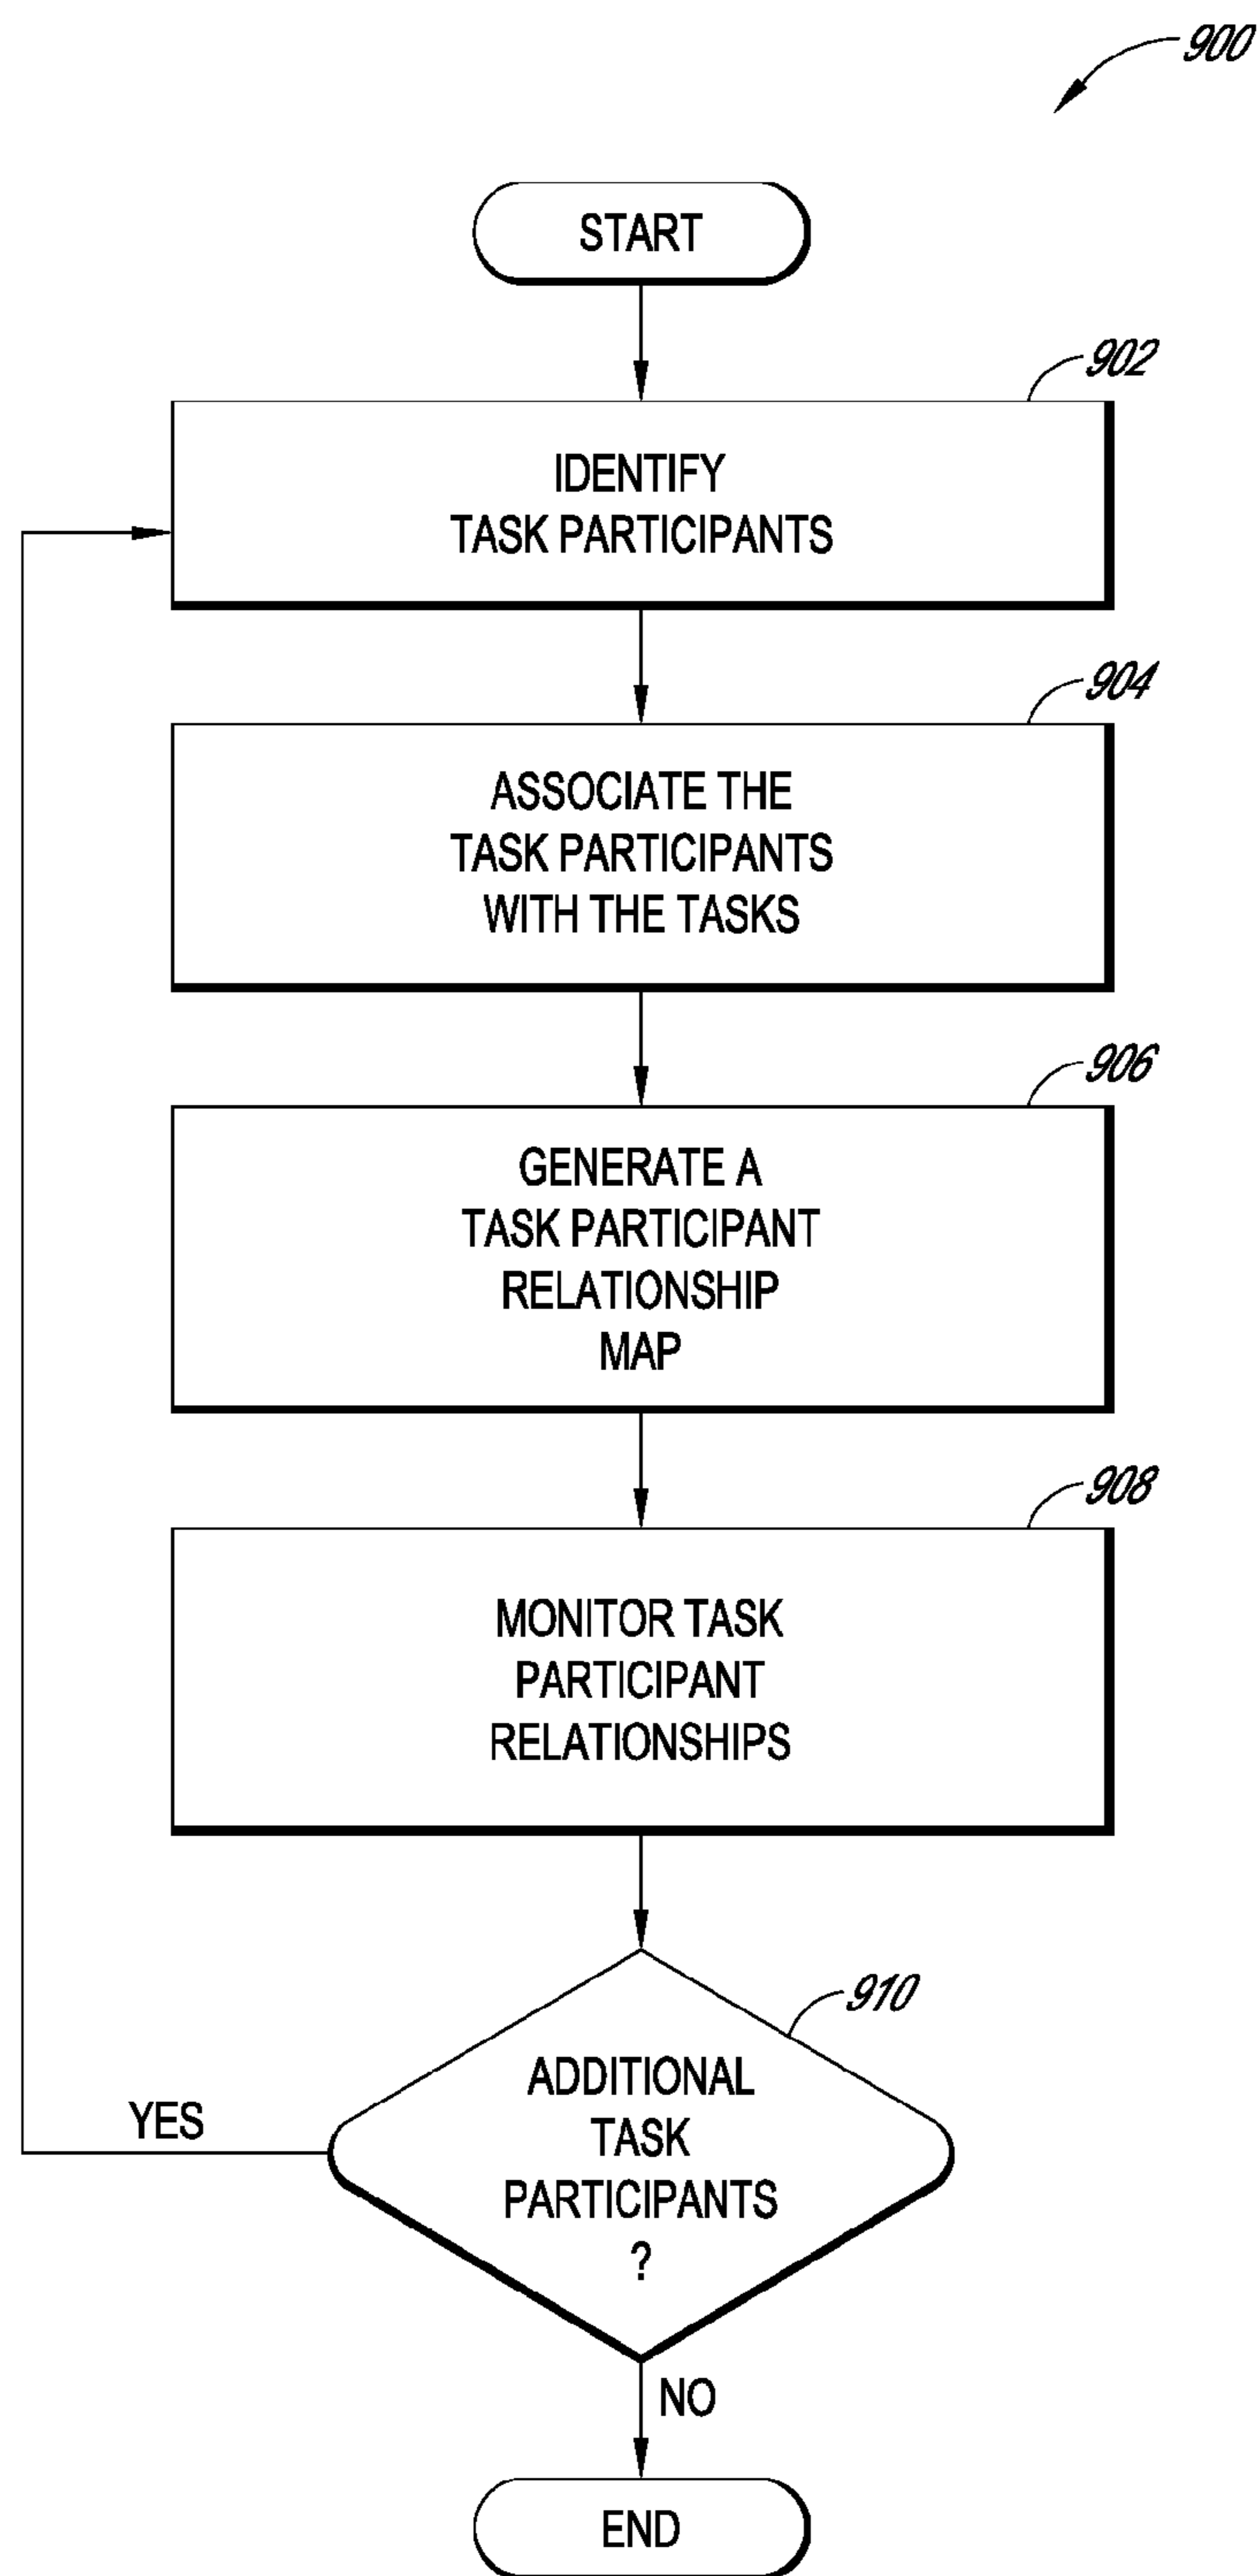 900
START
902
IDENTIFY
TASK PARTICIPANTS
904
ASSOCIATE THE
TASK PARTICIPANTS
WITH THE TASKS
906
GENERATE A
TASK PARTICIPANT
RELATIONSHIP
MAP
908
MONITOR TASK
PARTICIPANT
RELATIONSHIPS
910
ADDITIONAL
TASK
PARTICIPANTS
?
YES
NO
END